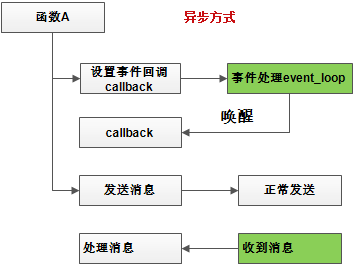 函数A
异步方式
设置事件回调
callback
事件处理event_loop
唤醒
callback
发送消息
正常发送
处理消息
收到消息